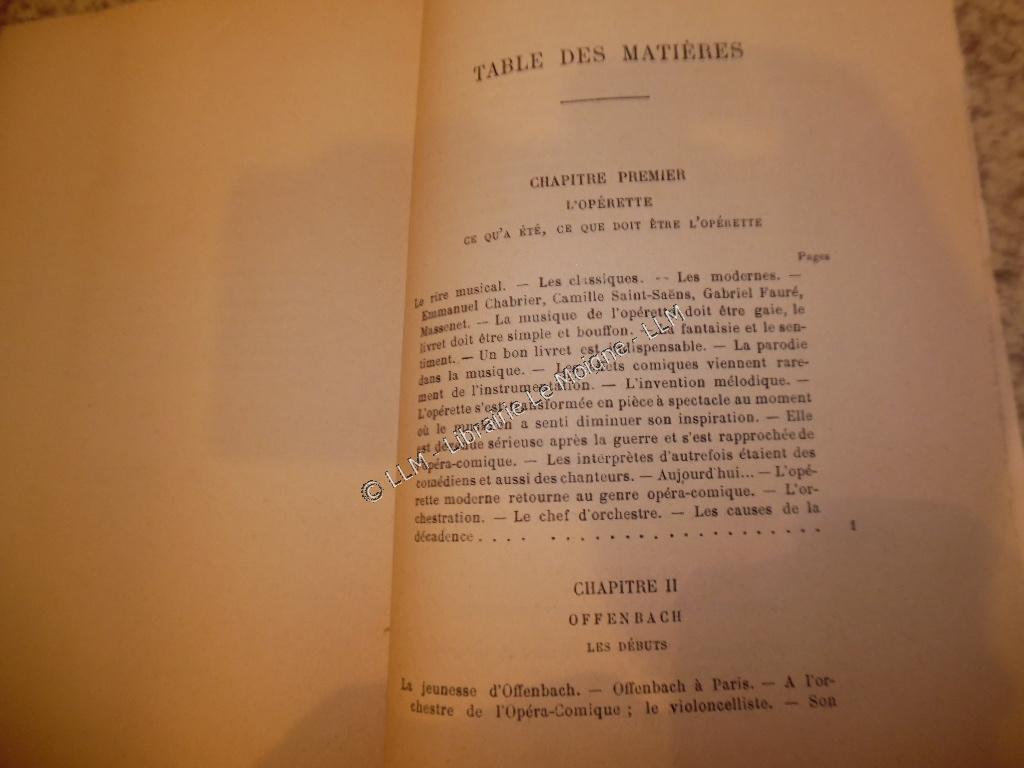 TABLE DES MATIÈRES
CHAPITRE PREMIER
L'OPÉRETTE
CE QU'A ÉTÉ, CE QUE DOIT ÊTRE L'OPÉRETTE
Pages
Le rire musical. — Les classiques. — Les modernes. —
Emmanuel Chabrier, Camille Saint-Saëns, Gabriel Fauré,
Massenet. — La musique de l'opérette doit être gaie, le
livret doit être simple et bouffon. — La fantaisie et le sen-
timent. — Un bon livret est indispensable. — La parodie
dans la musique. — Les effets comiques viennent rare-
ment de l'instrumentation. — L'invention mélodique. —
L'opérette s'est transformée en pièce à spectacle au moment
où le musicien a senti diminuer son inspiration. — Elle
est devenue sérieuse après la guerre et s'est rapprochée de
l'opéra-comique. — Les interprètes d'autrefois étaient des
comédiens et aussi des chanteurs. — Aujourd'hui... — L'opé-
rette moderne retourne au genre opéra-comique. — L'or-
chestration. — Le chef d'orchestre. — Les causes de la
décadence . . . . . . . . . . . . . . . . . . . . 1
CHAPITRE II
OFFENBACH
LES DÉBUTS
La jeunesse d'Offenbach. — Offenbach à Paris. — A l'or-
chestre de l'Opéra-Comique ; le violoncelliste. — Son
© LLM - Librairie Le Moigne - LLM